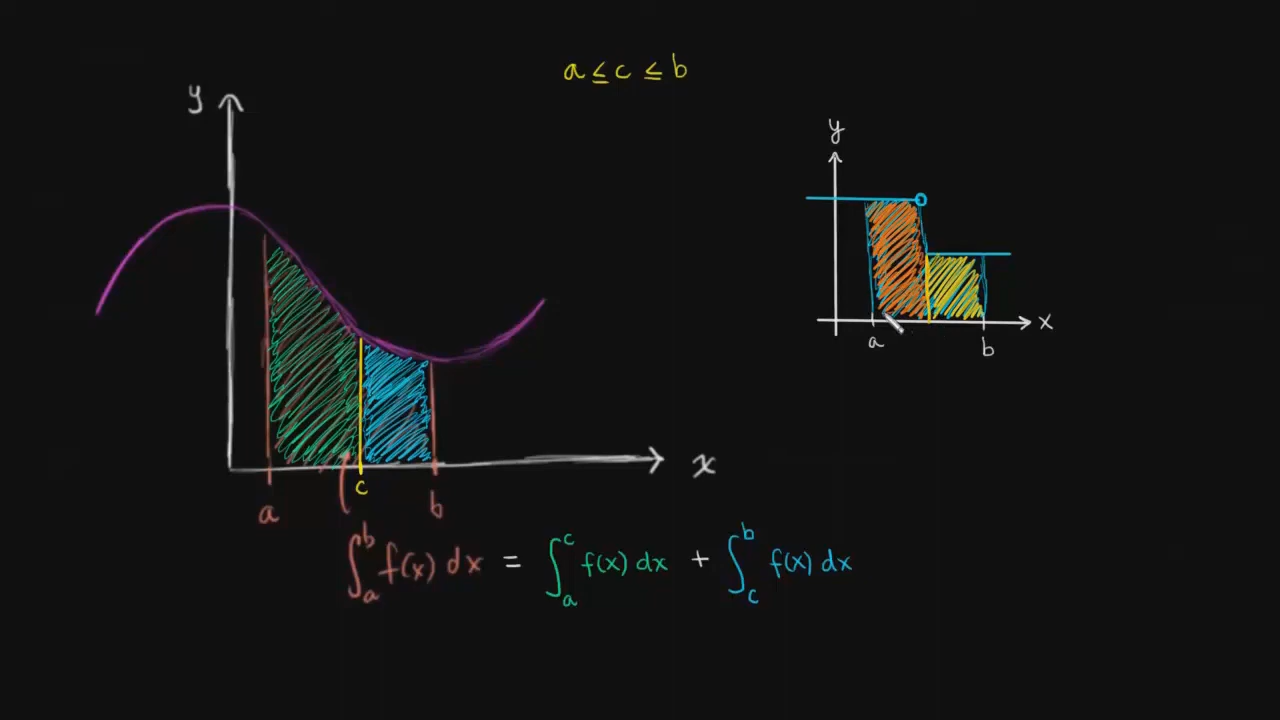 a ≤ c ≤ b
y
y
x
a
b
x
a
c
b
∫_a^b f(x) dx = ∫_a^c f(x) dx + ∫_c^b f(x) dx